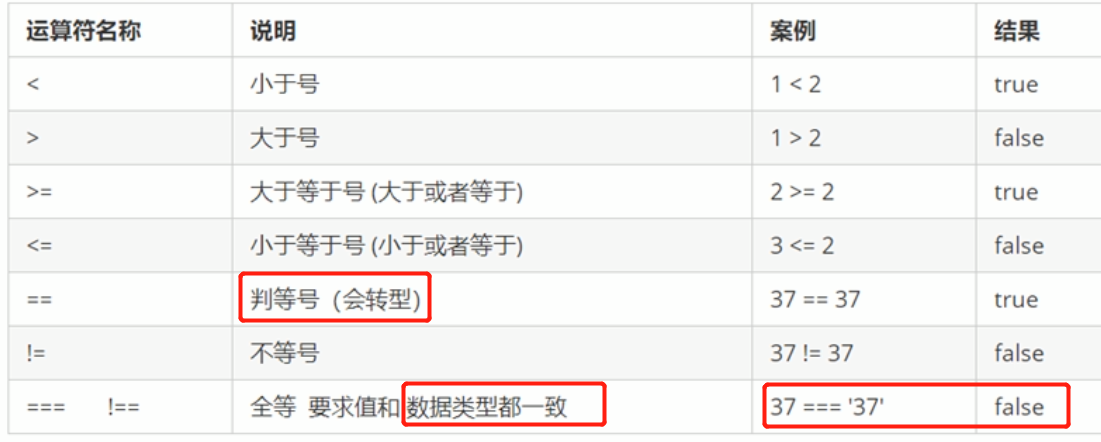 运算符名称 说明 案例 结果
< 小于号 1 < 2 true
> 大于号 1 > 2 false
>= 大于等于号 (大于或者等于) 2 >= 2 true
<= 小于等于号 (小于或者等于) 3 <= 2 false
== 判等号（会转型) 37 == 37 true
!= 不等号 37 != 37 false
=== !== 全等 要求值和 数据类型都一致 37 === '37' false